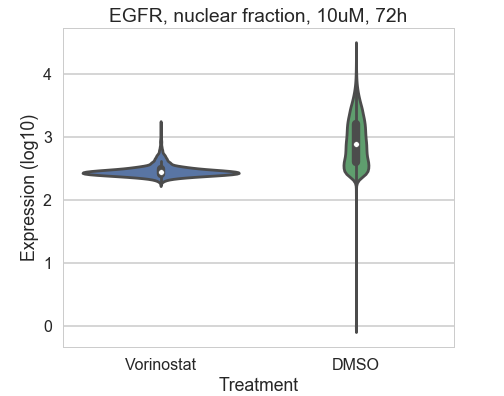 EGFR, nuclear fraction, 10uM, 72h
Expression (log10)
4
3
2
1
0
Vorinostat DMSO
Treatment